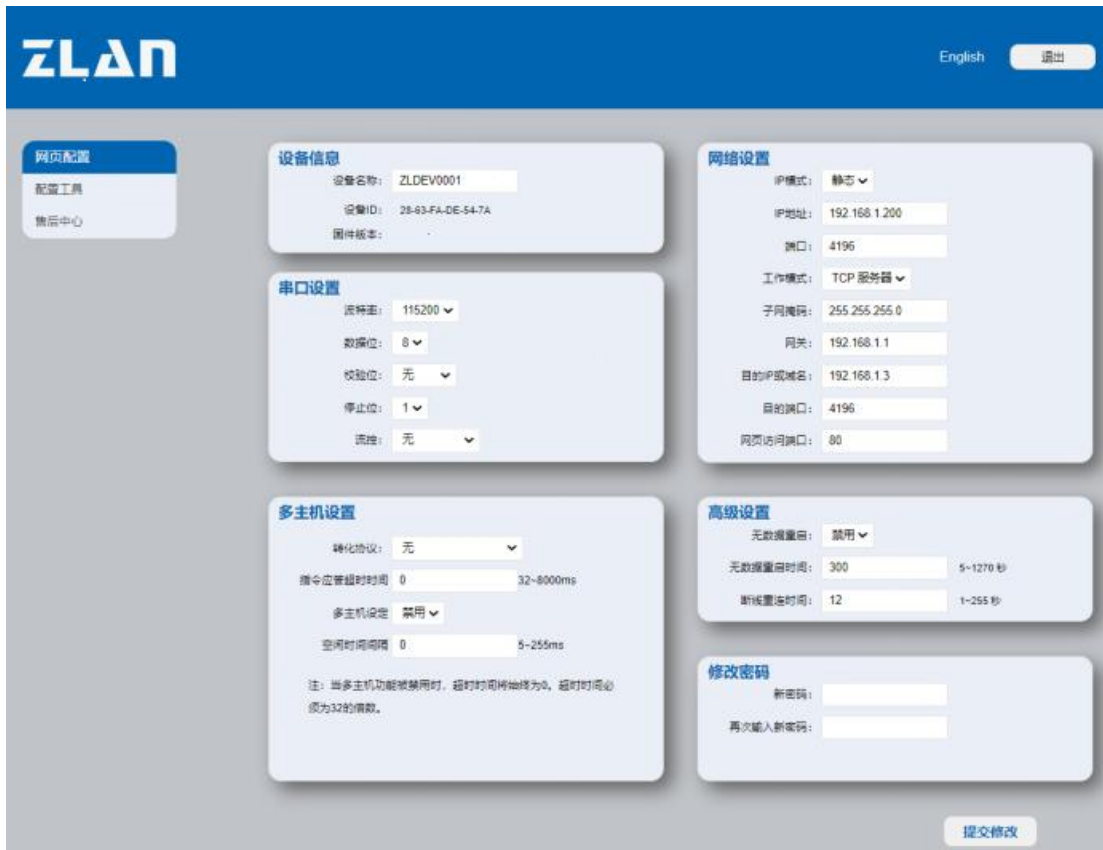 ZLAN
English
退出
网页配置
配置工具
售后中心
设备信息
设备名称: ZLDEV0001
设备ID: 28-63-FA-DE-54-7A
固件版本:
串口设置
波特率: 115200
数据位: 8
校验位: 无
停止位: 1
流控: 无
多主机设置
转化协议: 无
指令应答超时时间 0 32~8000ms
多主机设定 禁用
空闲时间间隔 0 5~255ms
注: 当多主机功能被禁用时, 超时时间将始终为0。超时时间必
须为32的倍数。
网络设置
IP模式: 静态
IP地址: 192.168.1.200
端口: 4196
工作模式: TCP 服务器
子网掩码: 255.255.255.0
网关: 192.168.1.1
目的IP或域名: 192.168.1.3
目的端口: 4196
网页访问端口: 80
高级设置
无数据重启: 禁用
无数据重启时间: 300 5~1270 秒
断线重连时间: 12 1~255 秒
修改密码
新密码:
再次输入新密码:
提交修改